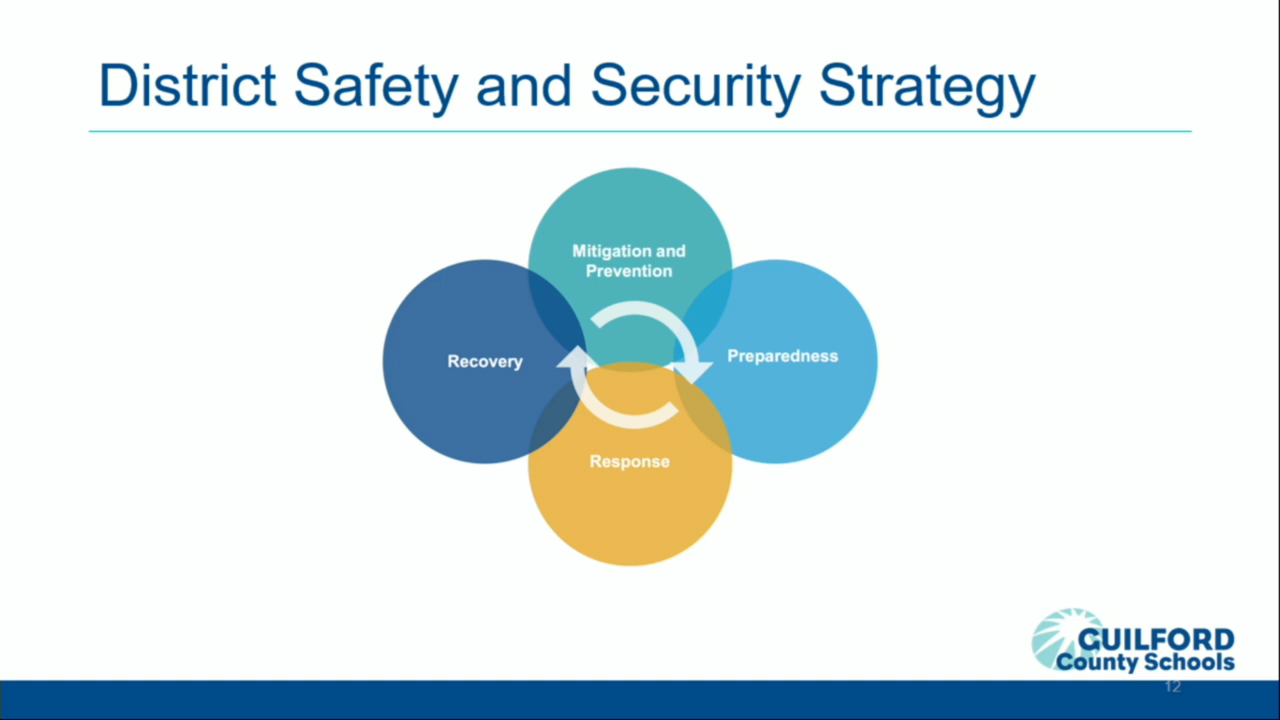 District Safety and Security Strategy
Mitigation and
Prevention
Recovery
Preparedness
Response
GUILFORD
County Schools
12